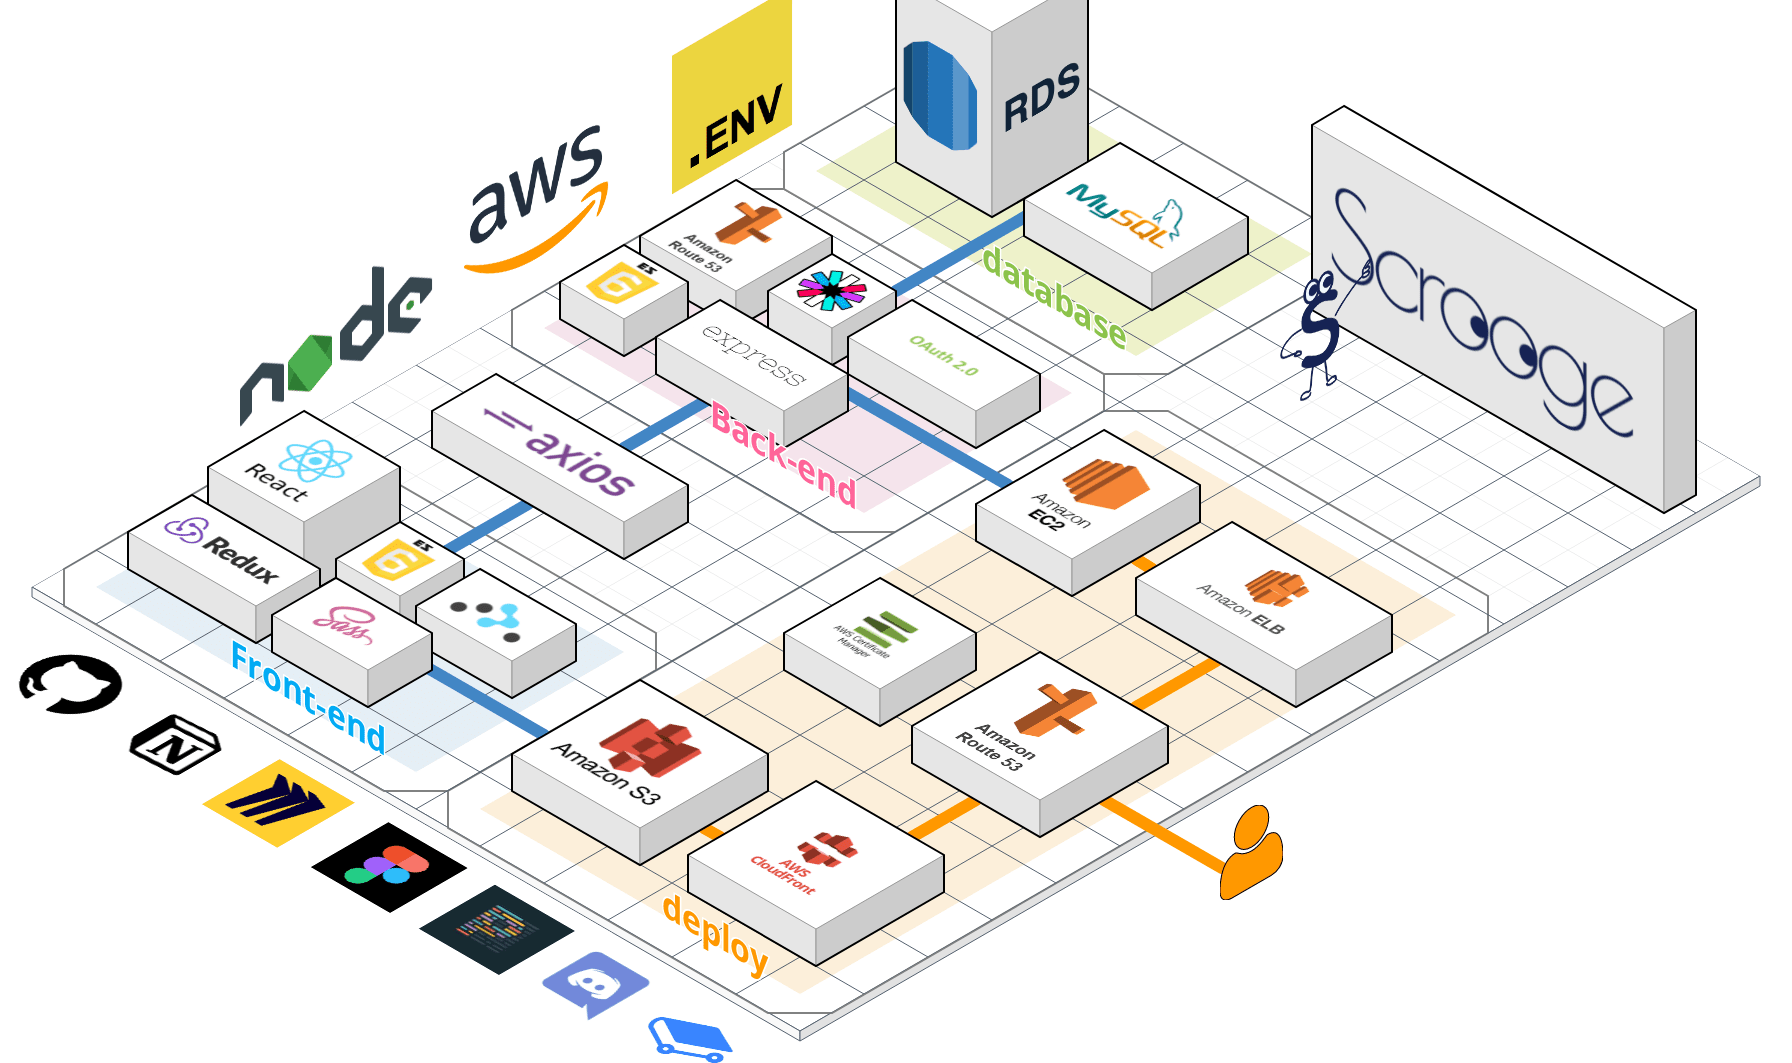 .ENV
RDS
aws
MySQL
Amazon
Route 53
ES
6
database
Scrooge
node
express
OAuth 2.0
Back-end
axios
React
Amazon
EC2
Redux
ES
6
Amazon ELB
Sass
AWS Certificate
Manager
Front-end
Amazon
Route 53
Amazon S3
AWS
CloudFront
deploy
N